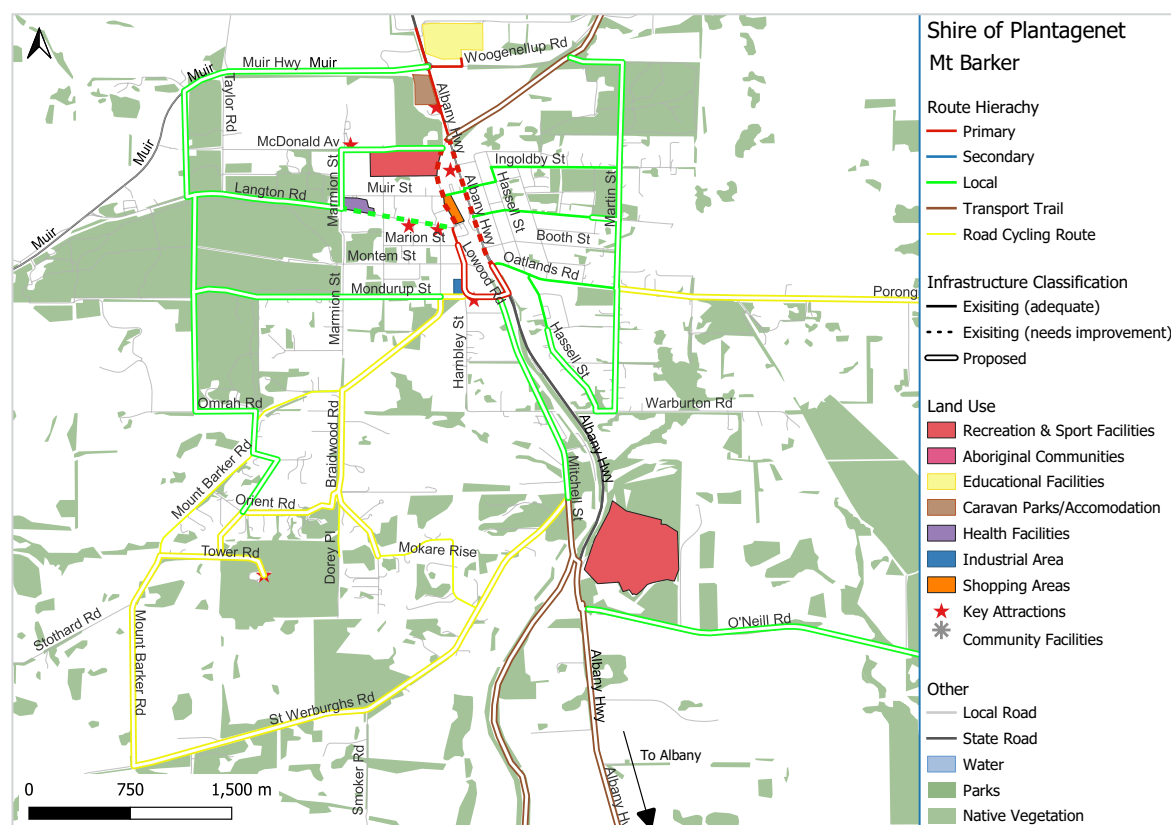 Shire of Plantagenet
Mt Barker
Route Hierachy
Primary
Secondary
Local
Transport Trail
Road Cycling Route
Infrastructure Classification
Exisiting (adequate)
Exisiting (needs improvement)
Proposed
Land Use
Recreation & Sport Facilities
Aboriginal Communities
Educational Facilities
Caravan Parks/Accomodation
Health Facilities
Industrial Area
Shopping Areas
Key Attractions
Community Facilities
Other
Local Road
State Road
Water
Parks
Native Vegetation
Woogenellup Rd
Muir Hwy
Muir
Muir
Taylor Rd
Albany Hwy
Muir
McDonald Av
Ingoldby St
Marmion St
Muir St
Hassell St
Martin St
Langton Rd
Albany Hwy
Muir
Marion St
Booth St
Montem St
Lowood Rd
Oatlands Rd
Mondurup St
Marmion St
Porong
Hambley St
Hassell St
Omrah Rd
Warburton Rd
Braidwood Rd
Albany Hwy
Mount Barker Rd
Mitchell St
Orient Rd
Tower Rd
Dorey Pl
Mokare Rise
Stothard Rd
Mount Barker Rd
O'Neill Rd
Albany Hwy
St Werburghs Rd
Smoker Rd
To Albany
Albany Hw
0 750 1,500 m